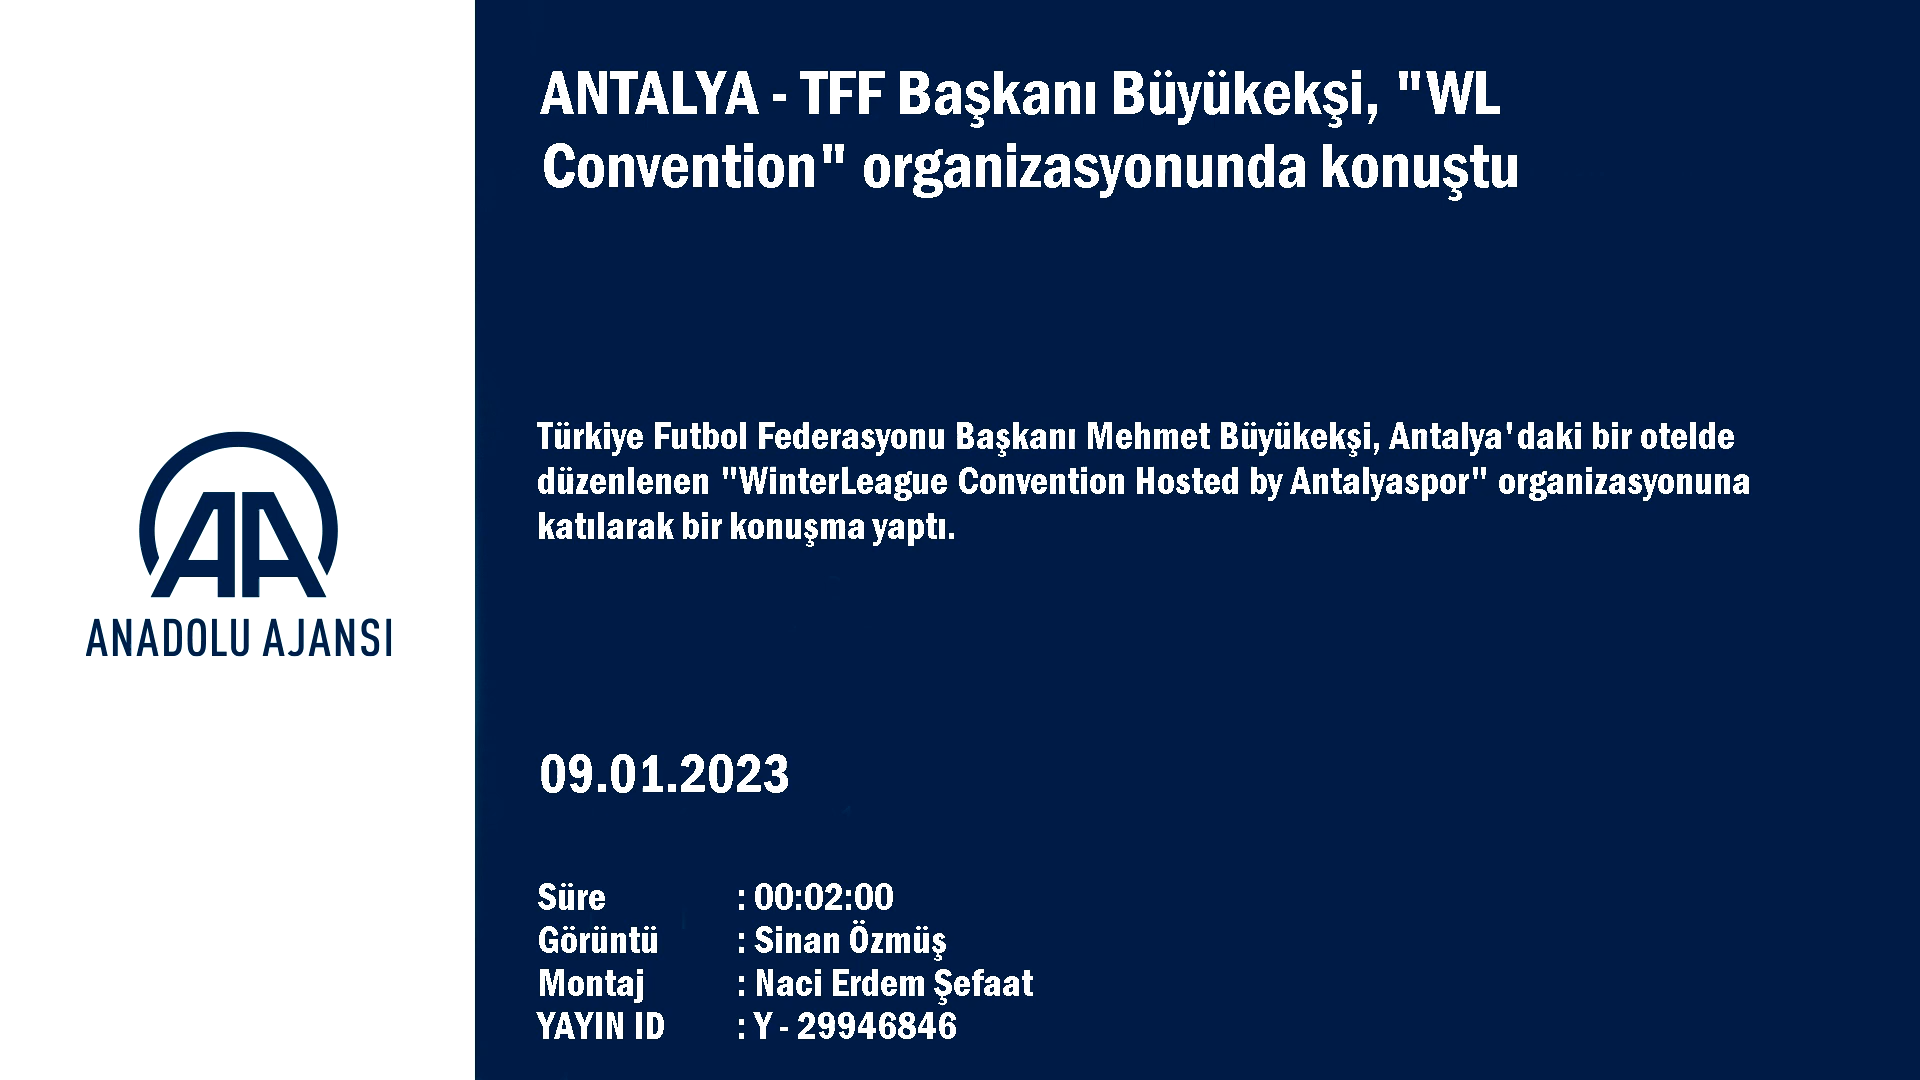 ANTALYA - TFF Başkanı Büyükekşi, "WL
Convention" organizasyonunda konuştu
Türkiye Futbol Federasyonu Başkanı Mehmet Büyükekşi, Antalya'daki bir otelde
düzenlenen "WinterLeague Convention Hosted by Antalyaspor" organizasyonuna
katılarak bir konuşma yaptı.
AA
ANADOLU AJANSI
09.01.2023
Süre : 00:02:00
Görüntü : Sinan Özmüş
Montaj : Naci Erdem Şefaat
YAYIN ID : Y - 29946846